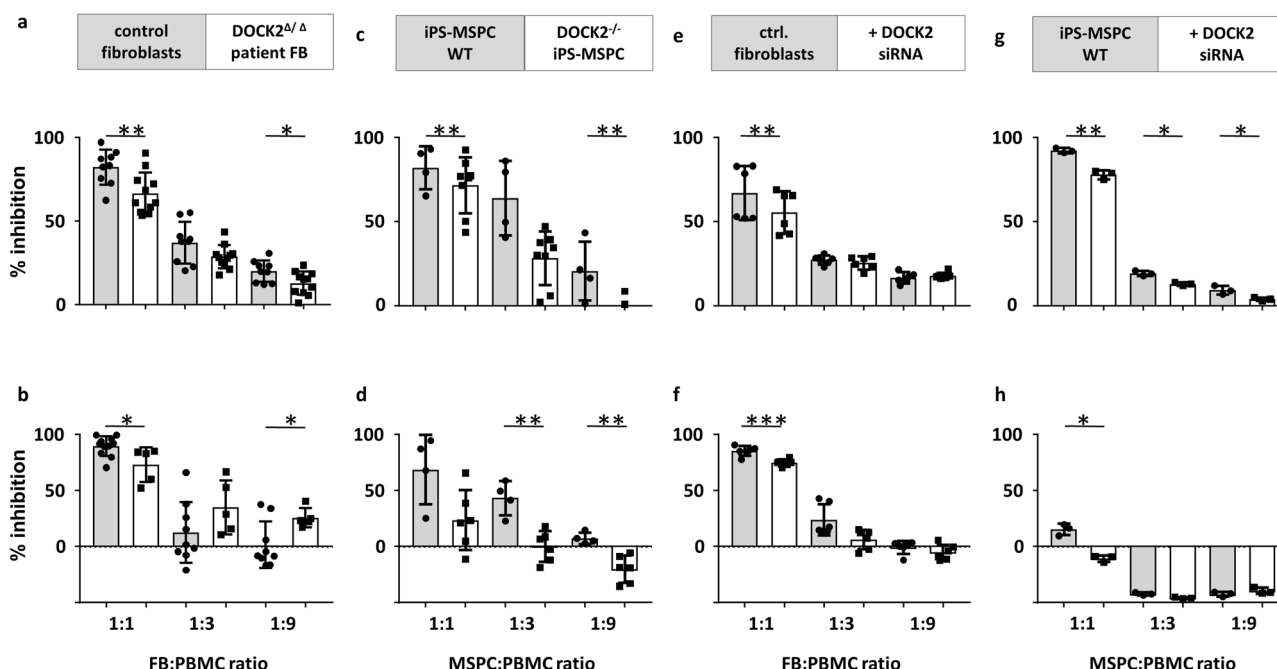 a
control
fibroblasts
DOCK2Δ/ Δ
patient FB
c
iPS-MSPC
WT
DOCK2-/-
iPS-MSPC
e
ctrl.
fibroblasts
+ DOCK2
siRNA
g
iPS-MSPC
WT
+ DOCK2
siRNA
% inhibition
100
50
0
** *
100
50
0
** **
100
50
0
**
100
50
0
** * *
b
% inhibition
100
50
0
* *
1:1 1:3 1:9
FB:PBMC ratio
d
100
50
0
** **
1:1 1:3 1:9
MSPC:PBMC ratio
f
100
50
0
***
1:1 1:3 1:9
FB:PBMC ratio
h
100
50
0
*
1:1 1:3 1:9
MSPC:PBMC ratio